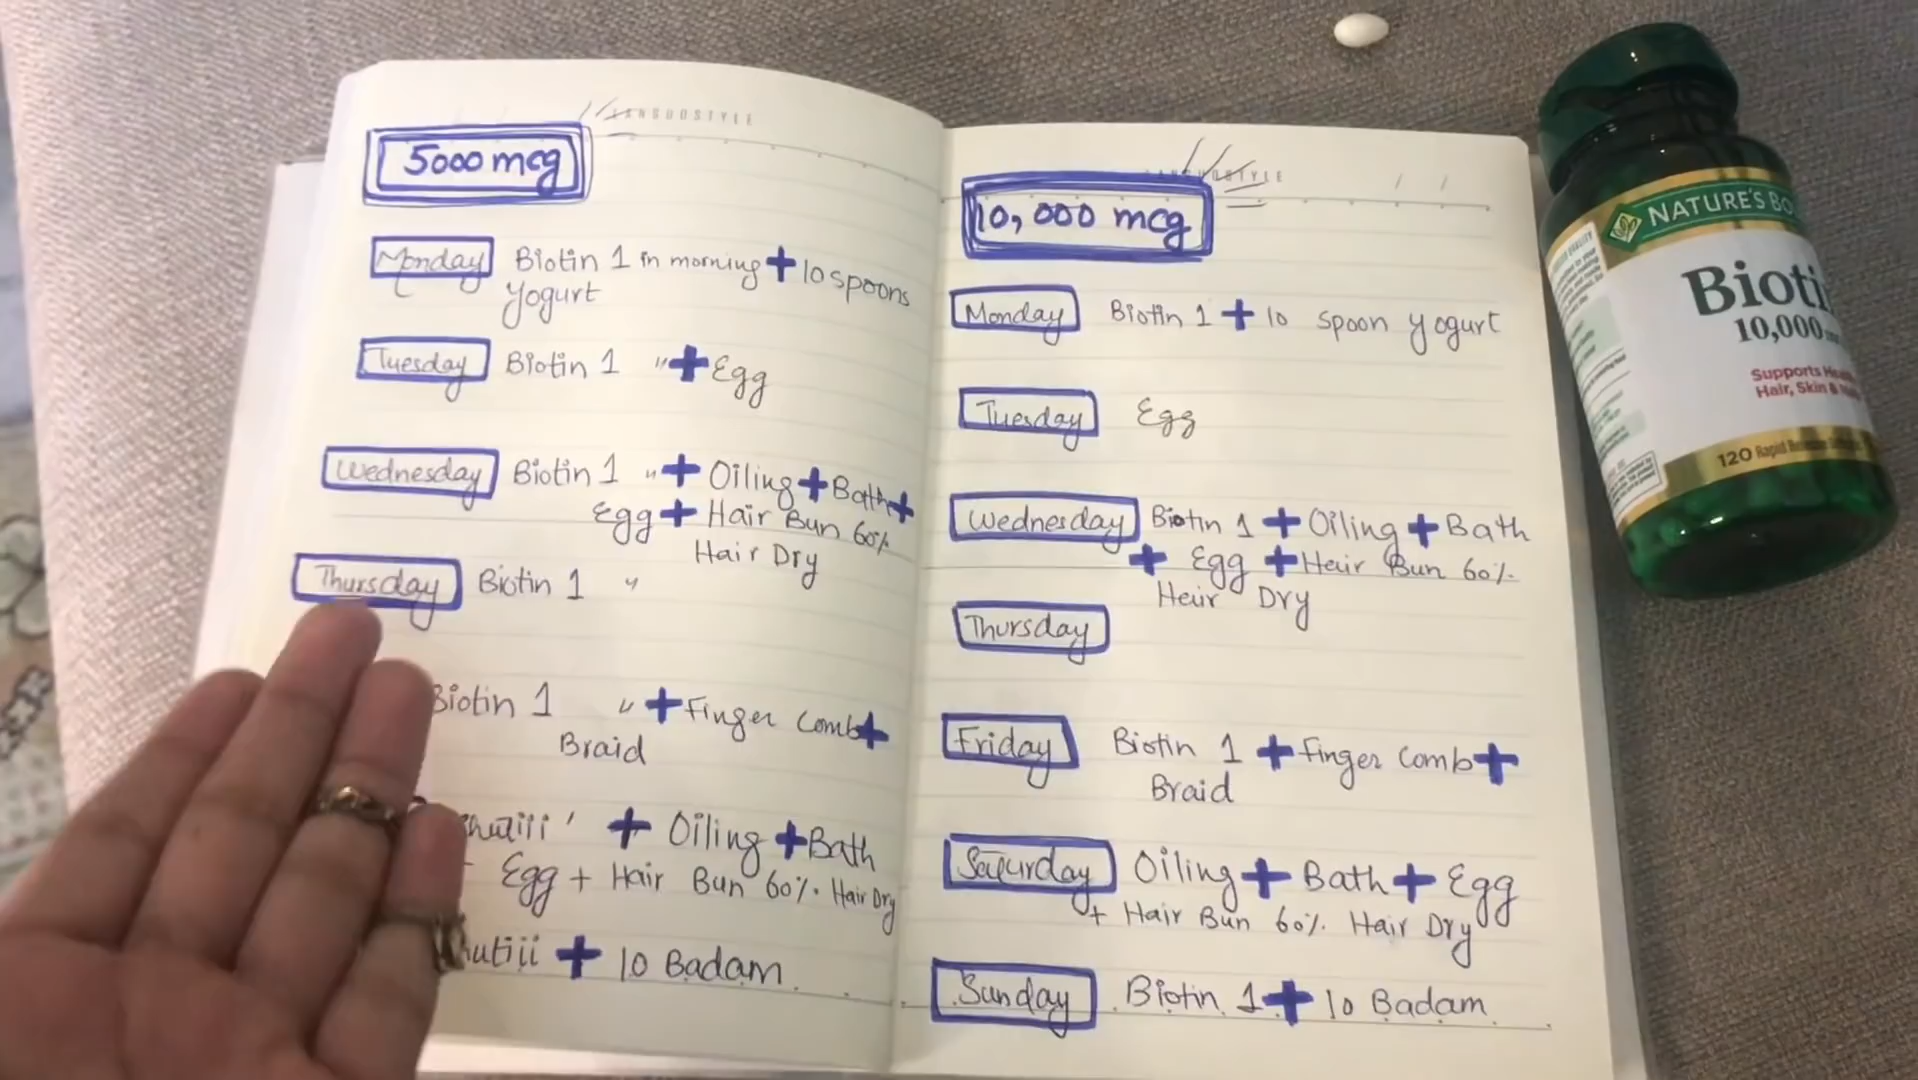 5000 mcg
Monday Biotin 1 in morning + 10 spoons
Yogurt
Tuesday Biotin 1 " + Egg
Wednesday Biotin 1 " + Oiling + Bath +
Egg + Hair Bun 60%
Hair Dry
Thursday Biotin 1 "
Biotin 1 " + Finger Comb +
Braid
+ Oiling + Bath
Egg + Hair Bun 60% Hair Dry
+ 10 Badam
10,000 mcg
Monday Biotin 1 + 10 spoon yogurt
Tuesday Egg
Wednesday Biotin 1 + Oiling + Bath
+ Egg + Hair Bun 60%
Hair Dry
Thursday
Friday Biotin 1 + Finger Comb +
Braid
Saturday Oiling + Bath + Egg
+ Hair Bun 60% Hair Dry
Sunday Biotin 1 + 10 Badam
NATURE'S
10,000
Supports
Hair, Skin &
120 Rapid Release